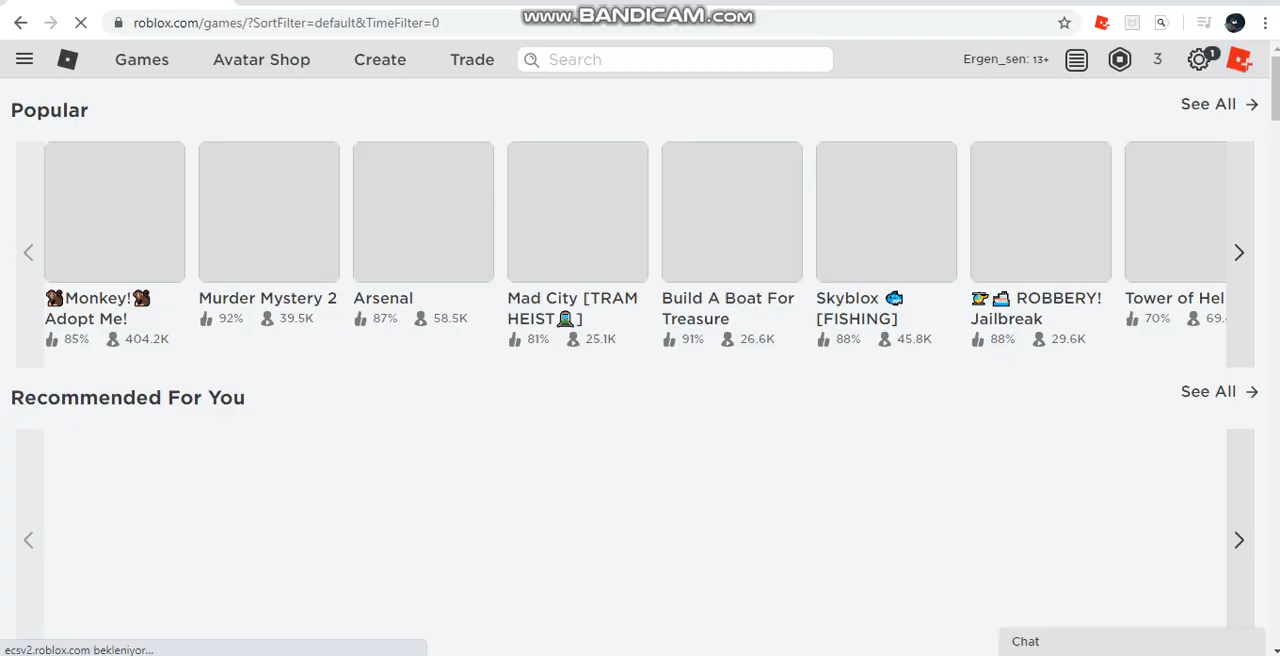 roblox.com/games/?SortFilter=default&TimeFilter=0
www.BANDICAM.com
Games Avatar Shop Create Trade Search Ergen_sen: 13+ 3 1
Popular See All →
🐒Monkey!🐒 Adopt Me!
85% 404.2K
Murder Mystery 2
92% 39.5K
Arsenal
87% 58.5K
Mad City [TRAM HEIST🚊]
81% 25.1K
Build A Boat For Treasure
91% 26.6K
Skyblox 🐟 [FISHING]
88% 45.8K
🚁🚢 ROBBERY! Jailbreak
88% 29.6K
Tower of Hel
70% 69.
Recommended For You See All →
Chat
ecsv2.roblox.com bekleniyor...